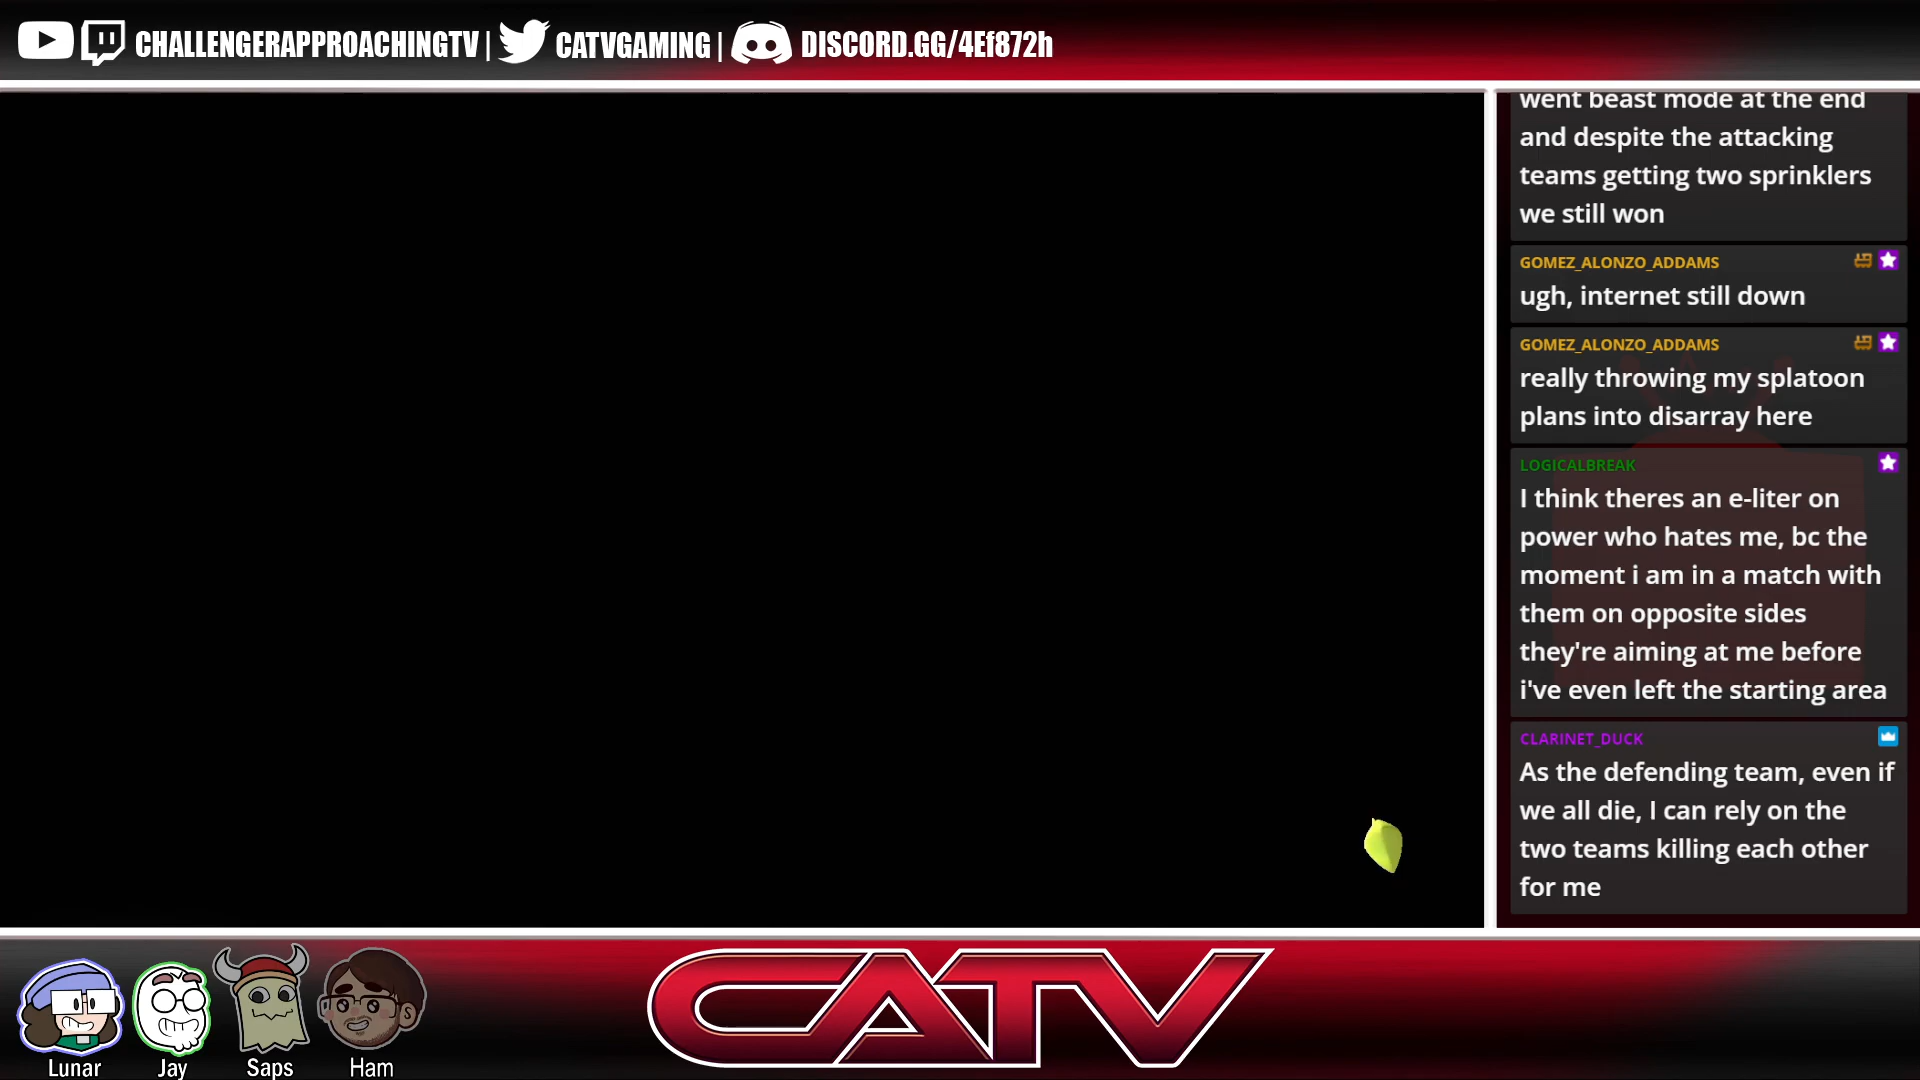 CHALLENGERAPPROACHINGTV | CATVGAMING | DISCORD.GG/4Ef872h
went beast mode at the end
and despite the attacking
teams getting two sprinklers
we still won
GOMEZ_ALONZO_ADDAMS
ugh, internet still down
GOMEZ_ALONZO_ADDAMS
really throwing my splatoon
plans into disarray here
LOGICALBREAK
I think theres an e-liter on
power who hates me, bc the
moment i am in a match with
them on opposite sides
they're aiming at me before
i've even left the starting area
CLARINET_DUCK
As the defending team, even if
we all die, I can rely on the
two teams killing each other
for me
Lunar Jay Saps Ham
CATV